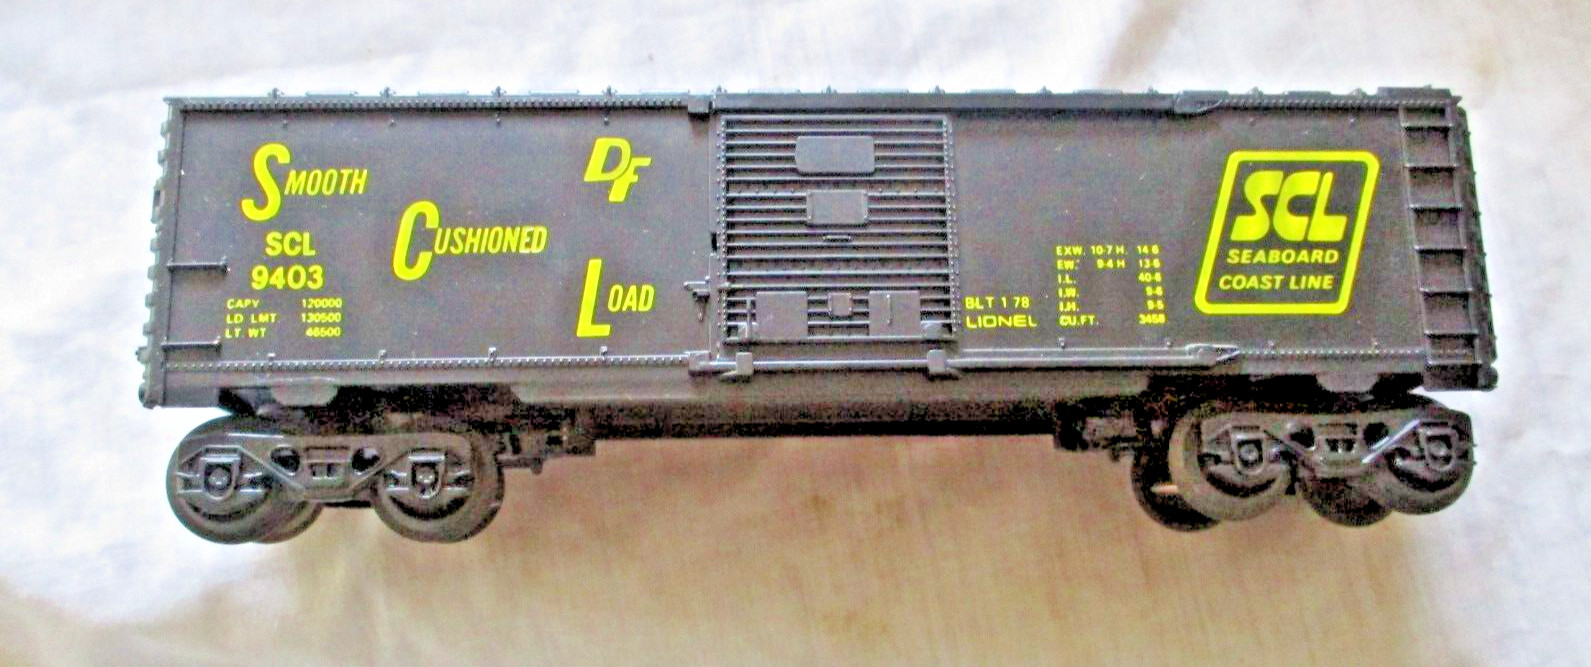 SMOOTH
CUSHIONED
LOAD
DF
SCL
9403
CAPY 120000
LD LMT 130500
LT. WT 46500
BLT 1 78
LIONEL
EXW. 10-7 H. 14-6
EW. 9-4 H 13-6
I.L. 40-6
I.W. 9-6
I.H. 9-5
CU.FT. 3458
SCL
SEABOARD
COAST LINE